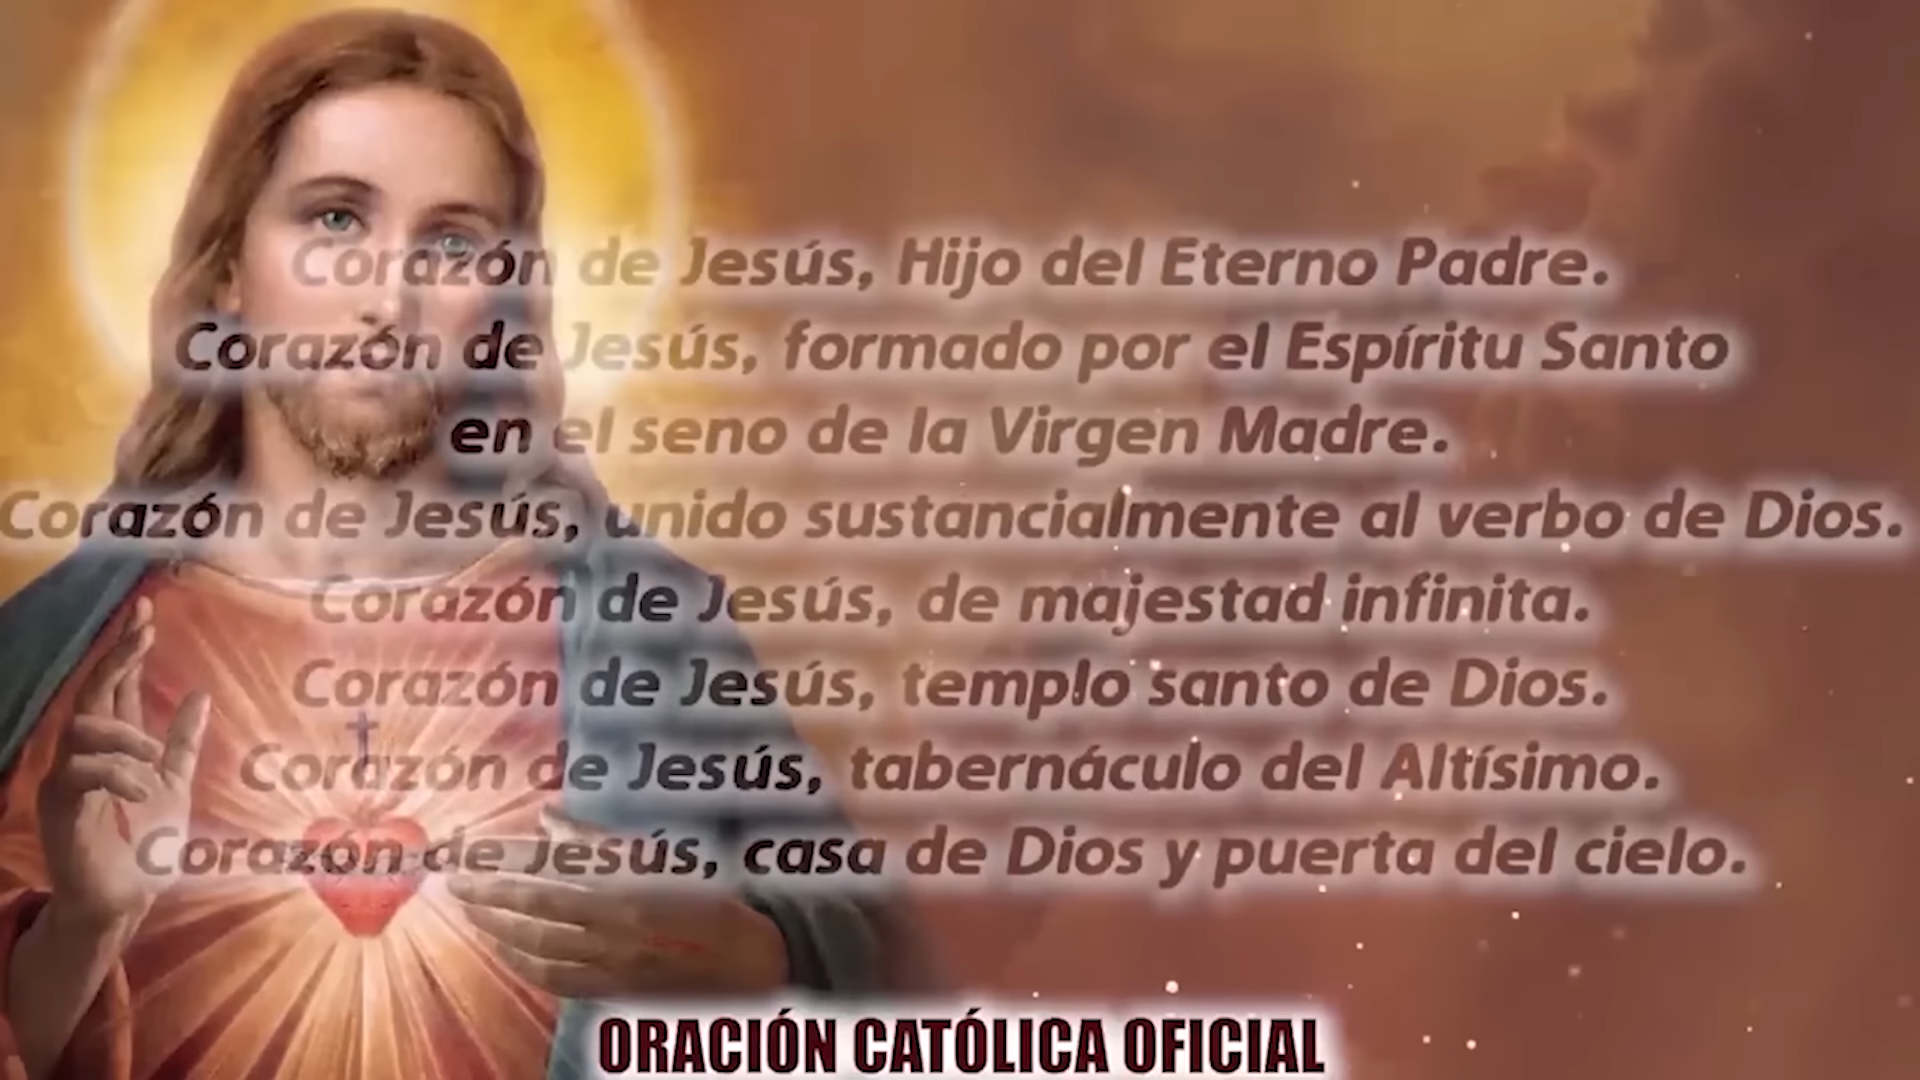 Corazón de Jesús, Hijo del Eterno Padre.
Corazón de Jesús, formado por el Espíritu Santo
en el seno de la Virgen Madre.
Corazón de Jesús, unido sustancialmente al verbo de Dios.
Corazón de Jesús, de majestad infinita.
Corazón de Jesús, templo santo de Dios.
Corazón de Jesús, tabernáculo del Altísimo.
Corazón de Jesús, casa de Dios y puerta del cielo.
ORACIÓN CATÓLICA OFICIAL